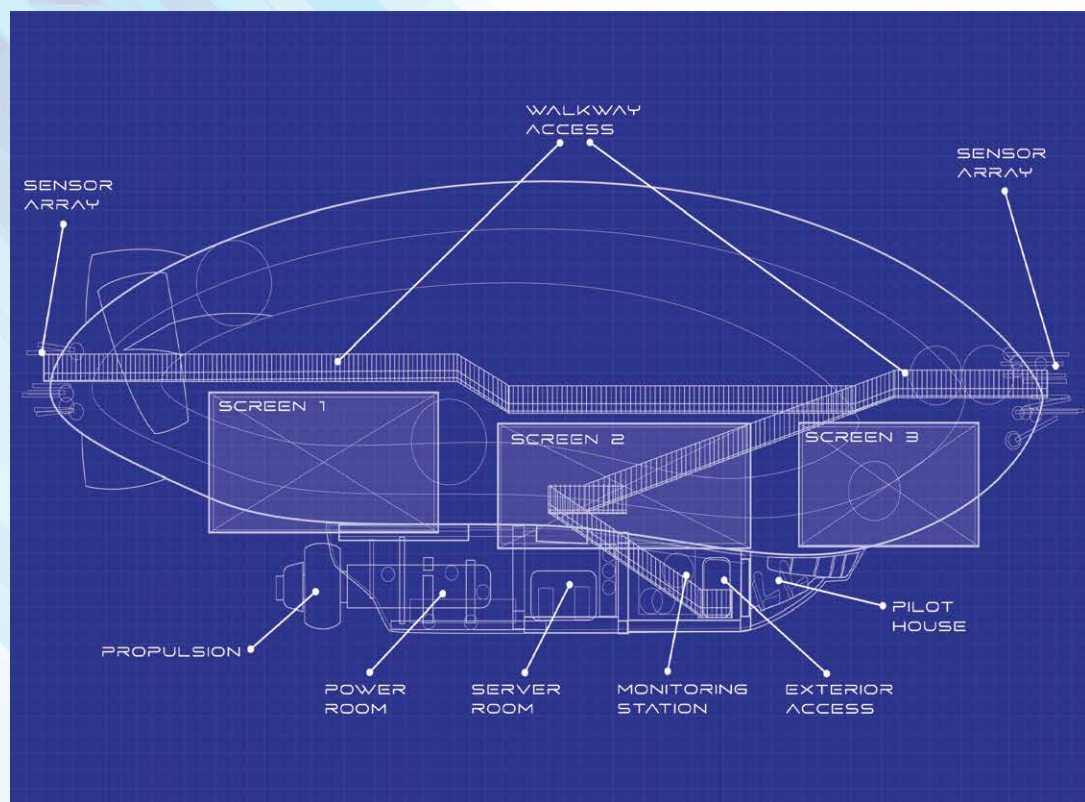 WALKWAY
ACCESS
SENSOR
ARRAY
SENSOR
ARRAY
SCREEN 1
SCREEN 2
SCREEN 3
PROPULSION
POWER
ROOM
SERVER
ROOM
MONITORING
STATION
EXTERIOR
ACCESS
PILOT
HOUSE